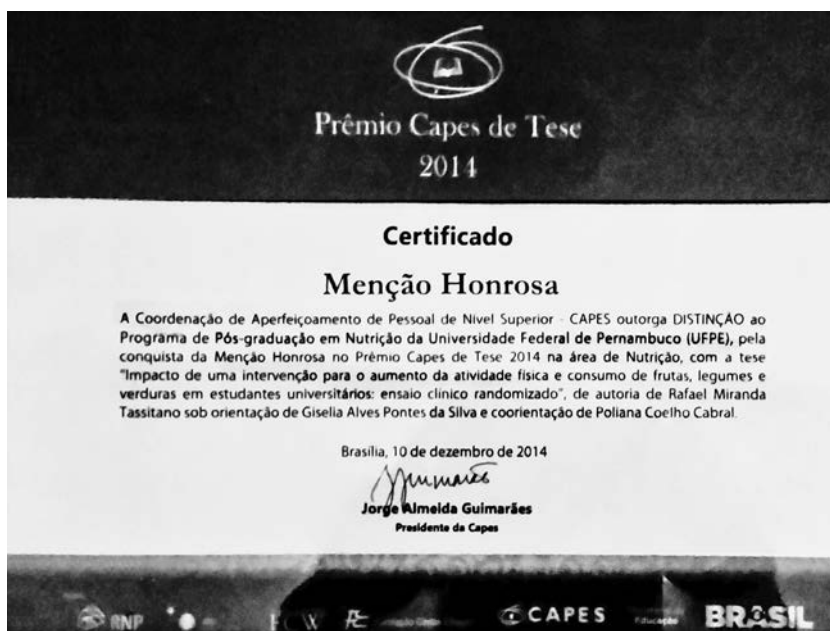 Prêmio Capes de Tese
2014
Certificado
Menção Honrosa
A Coordenação de Aperfeiçoamento de Pessoal de Nivel Superior - CAPES outorga DISTINÇÃO ao
Programa de Pós-graduação em Nutrição da Universidade Federal de Pernambuco (UFPE), pela
conquista da Menção Honrosa no Prêmio Capes de Tese 2014 na área de Nutrição, com a tese
"Impacto de uma intervenção para o aumento da atividade física e consumo de frutas, legumes e
verduras em estudantes universitários: ensaio clínico randomizado", de autoria de Rafael Miranda
Tassitano sob orientação de Giselia Alves Pontes da Silva e coorientação de Poliana Coelho Cabral.
Brasília, 10 de dezembro de 2014
Jorge Almeida Guimarães
Presidente da Capes
RNP FCW CAPES Educação BRASIL